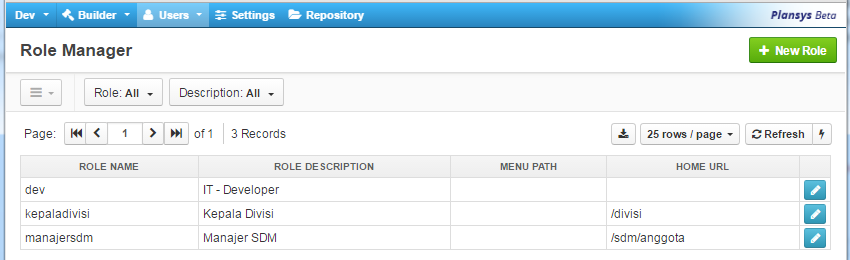 Dev Builder Users Settings Repository Plansys Beta
Role Manager + New Role
Role: All Description: All
Page: 1 of 1 3 Records 25 rows / page Refresh
ROLE NAME ROLE DESCRIPTION MENU PATH HOME URL
dev IT - Developer
kepaladivisi Kepala Divisi /divisi
manajersdm Manajer SDM /sdm/anggota